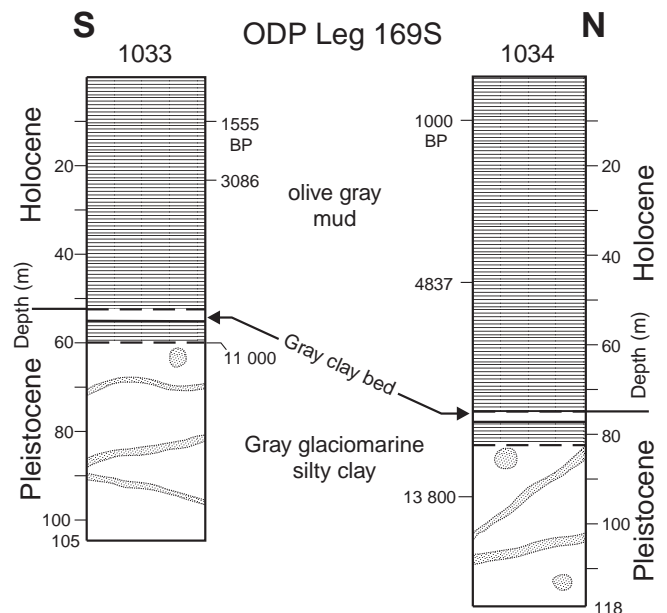 S
ODP Leg 169S
N
1033
1034
Holocene
Depth (m)
Pleistocene
20
40
60
80
100
105
1555
BP
3086
11 000
olive gray
mud
Gray clay bed
Gray glaciomarine
silty clay
1000
BP
4837
13 800
20
40
60
80
100
118
Holocene
Depth (m)
Pleistocene